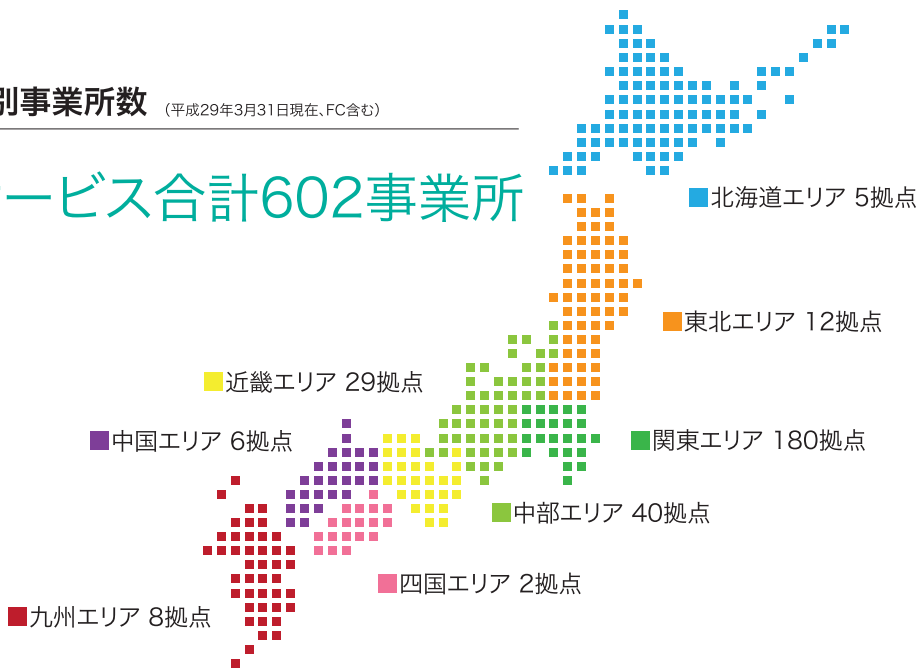 別事業所数 （平成29年3月31日現在、FC含む）
ービス合計602事業所
北海道エリア 5拠点
東北エリア 12拠点
近畿エリア 29拠点
中国エリア 6拠点
関東エリア 180拠点
中部エリア 40拠点
四国エリア 2拠点
九州エリア 8拠点